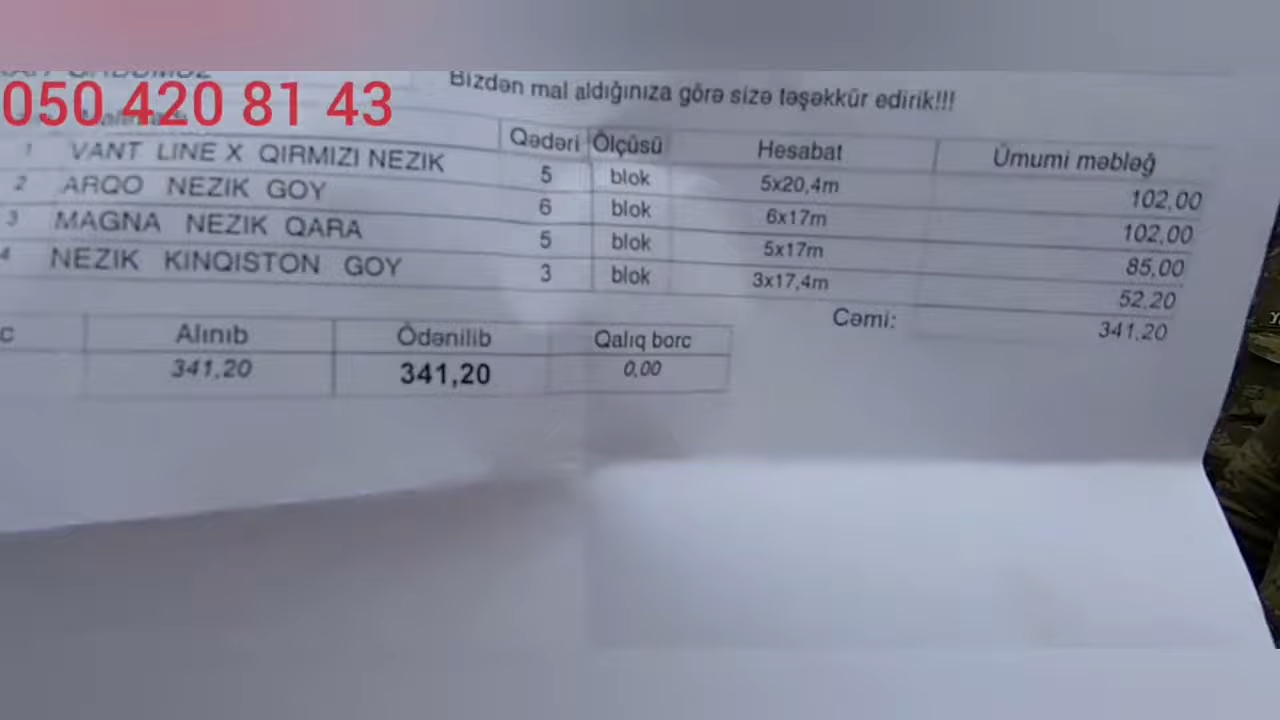 Bizdən mal aldığınıza görə sizə təşəkkür edirik!!!
050 420 81 43
Qədəri Ölçüsü Hesabat Ümumi məbləğ
1 VANT LINE X QIRMIZI NEZIK 5 blok 5x20,4m 102,00
2 ARQO NEZIK GOY 6 blok 6x17m 102,00
3 MAGNA NEZIK QARA 5 blok 5x17m 85,00
4 NEZIK KINQISTON GOY 3 blok 3x17,4m 52,20
Cəmi: 341,20
c Alınıb Ödənilib Qalıq borc
341,20 341,20 0,00